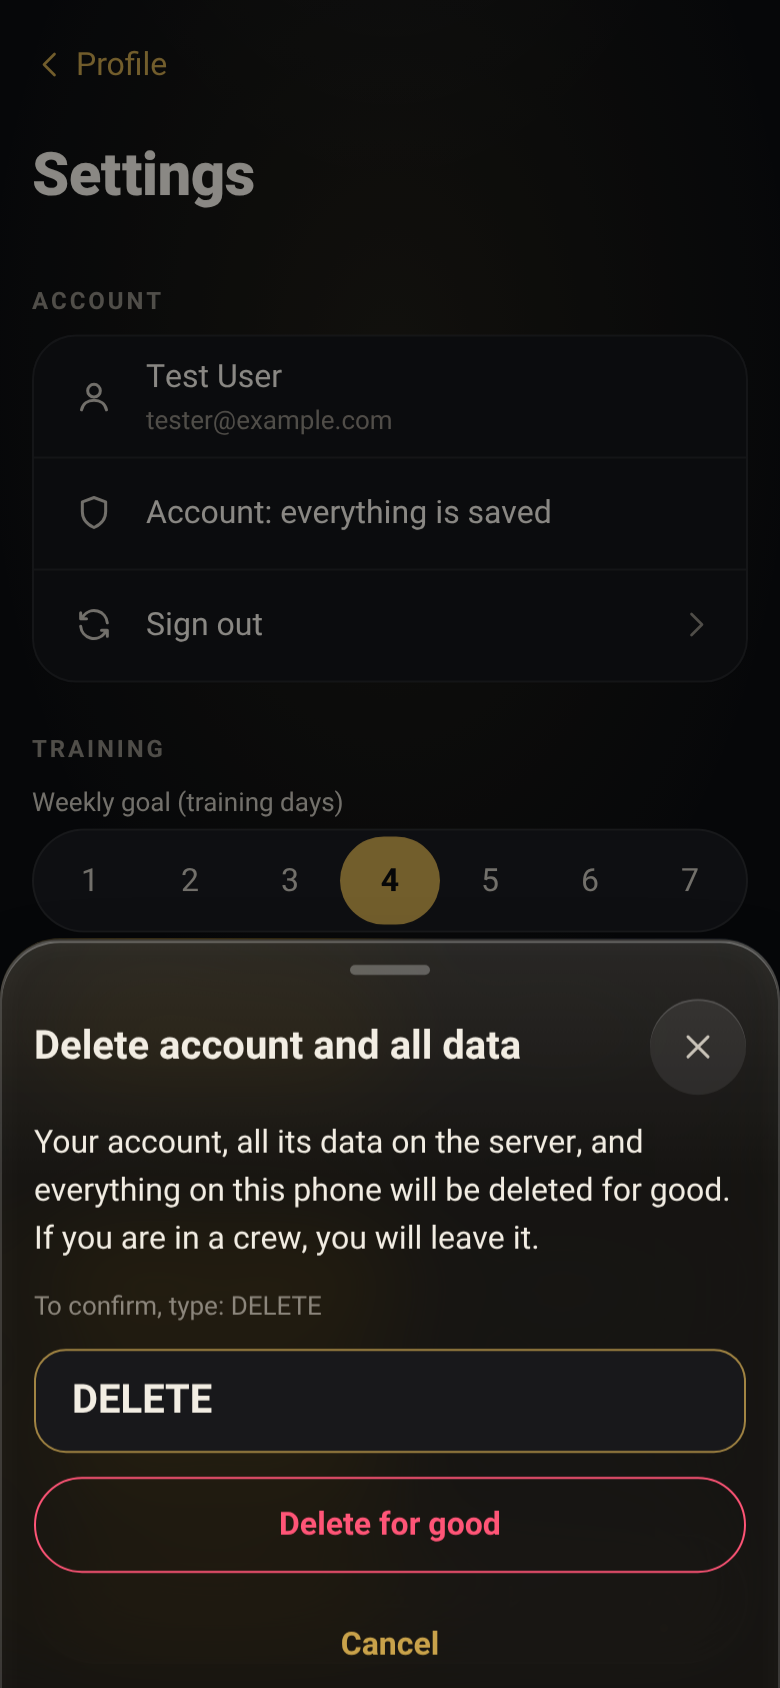 Profile
Settings
ACCOUNT
Test User
tester@example.com
Account: everything is saved
Sign out
TRAINING
Weekly goal (training days)
1 2 3 4 5 6 7
Delete account and all data
Your account, all its data on the server, and
everything on this phone will be deleted for good.
If you are in a crew, you will leave it.
To confirm, type: DELETE
DELETE
Delete for good
Cancel